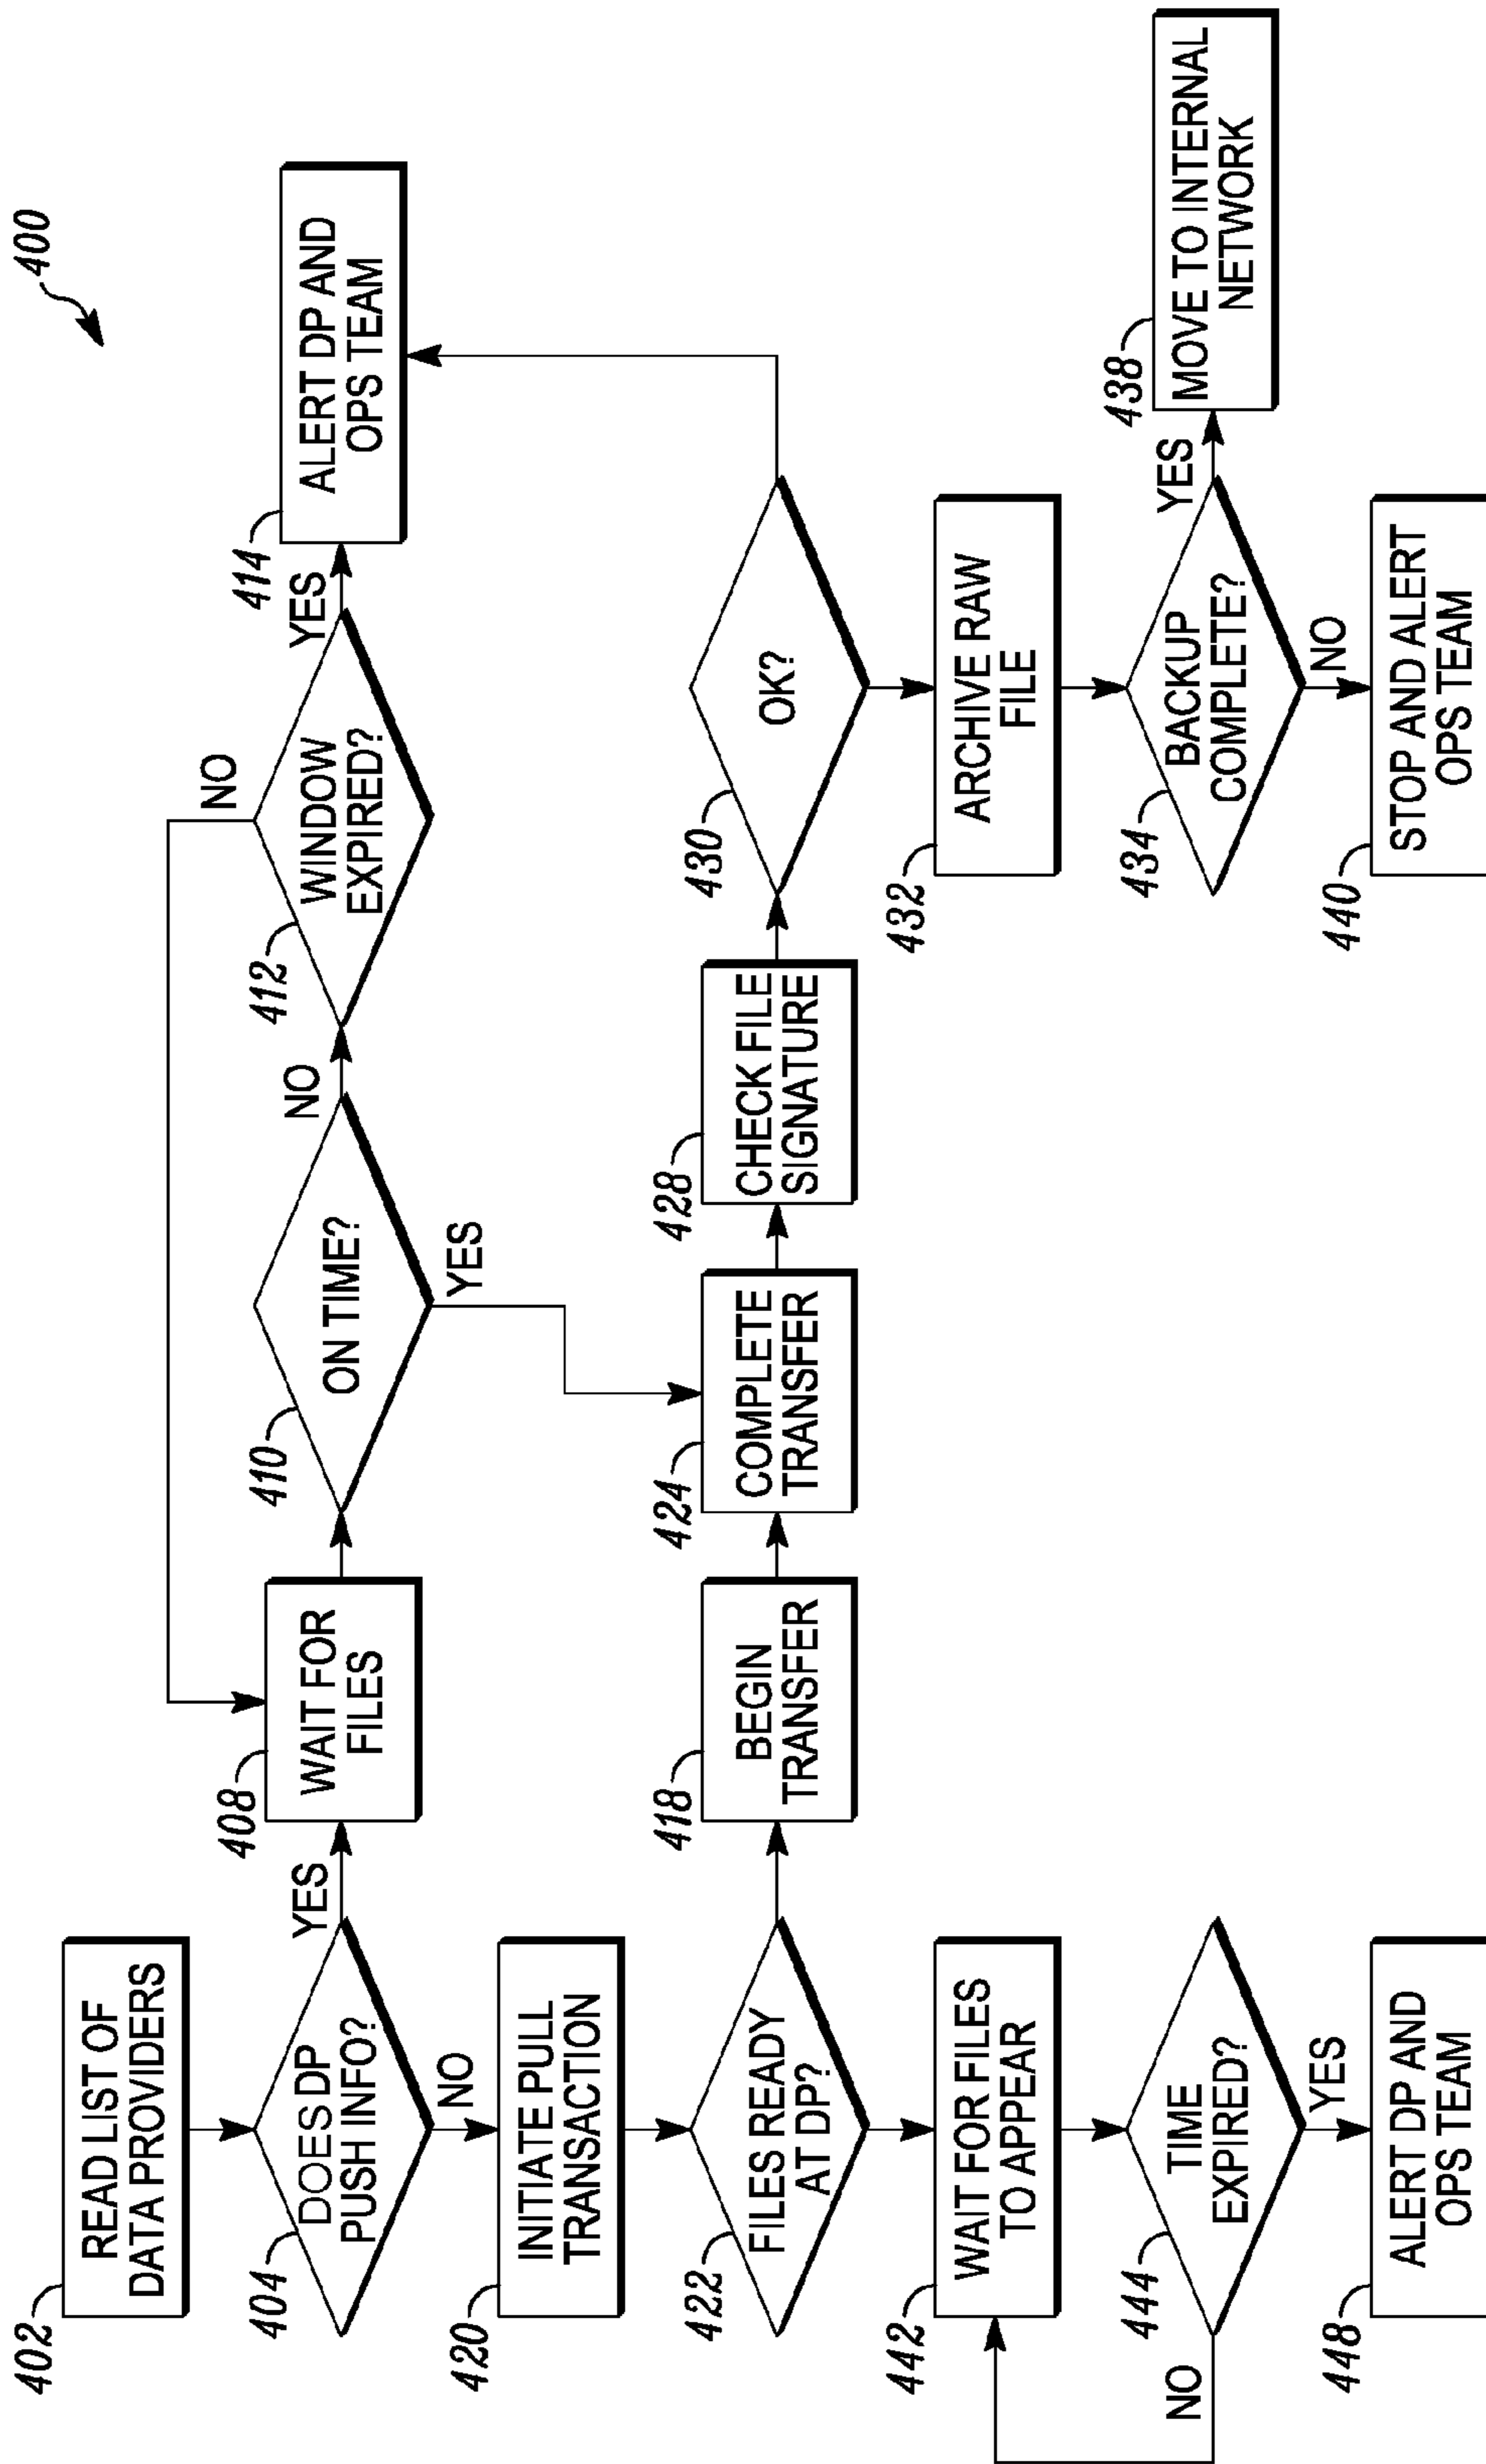 400
402
READ LIST OF
DATA PROVIDERS
404
DOES DP
PUSH INFO?
YES
NO
408
WAIT FOR
FILES
410
ON TIME?
NO
YES
412
WINDOW
EXPIRED?
NO
YES
414
ALERT DP AND
OPS TEAM
420
INITIATE PULL
TRANSACTION
422
FILES READY
AT DP?
418
BEGIN
TRANSFER
424
COMPLETE
TRANSFER
428
CHECK FILE
SIGNATURE
430
OK?
432
ARCHIVE RAW
FILE
434
BACKUP
COMPLETE?
YES
NO
438
MOVE TO INTERNAL
NETWORK
440
STOP AND ALERT
OPS TEAM
442
WAIT FOR FILES
TO APPEAR
444
TIME
EXPIRED?
NO
YES
448
ALERT DP AND
OPS TEAM